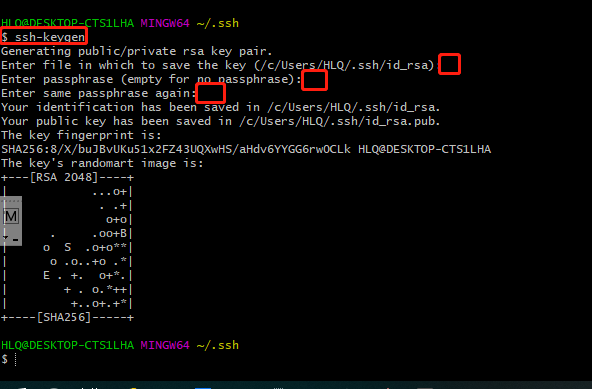 HLQ@DESKTOP-CTS1LHA MINGW64 ~/.ssh
$ ssh-keygen
Generating public/private rsa key pair.
Enter file in which to save the key (/c/Users/HLQ/.ssh/id_rsa)
Enter passphrase (empty for no passphrase):
Enter same passphrase again:
Your identification has been saved in /c/Users/HLQ/.ssh/id_rsa.
Your public key has been saved in /c/Users/HLQ/.ssh/id_rsa.pub.
The key fingerprint is:
SHA256:8/X/buJBvUKu51x2FZ43UQXwHS/aHdv6YYGG6rwOCLk HLQ@DESKTOP-CTS1LHA
The key's randomart image is:
+---[RSA 2048]----+
|             ...o+|
|              . .+|
|               o+o|
|       .     .oo+B|
|      o  S  .o+o**|
|       o .o..+o .*|
|      E . +.  o+*.|
|         + . o.*++|
|          +..o+.+*|
+----[SHA256]-----+
M
HLQ@DESKTOP-CTS1LHA MINGW64 ~/.ssh
$